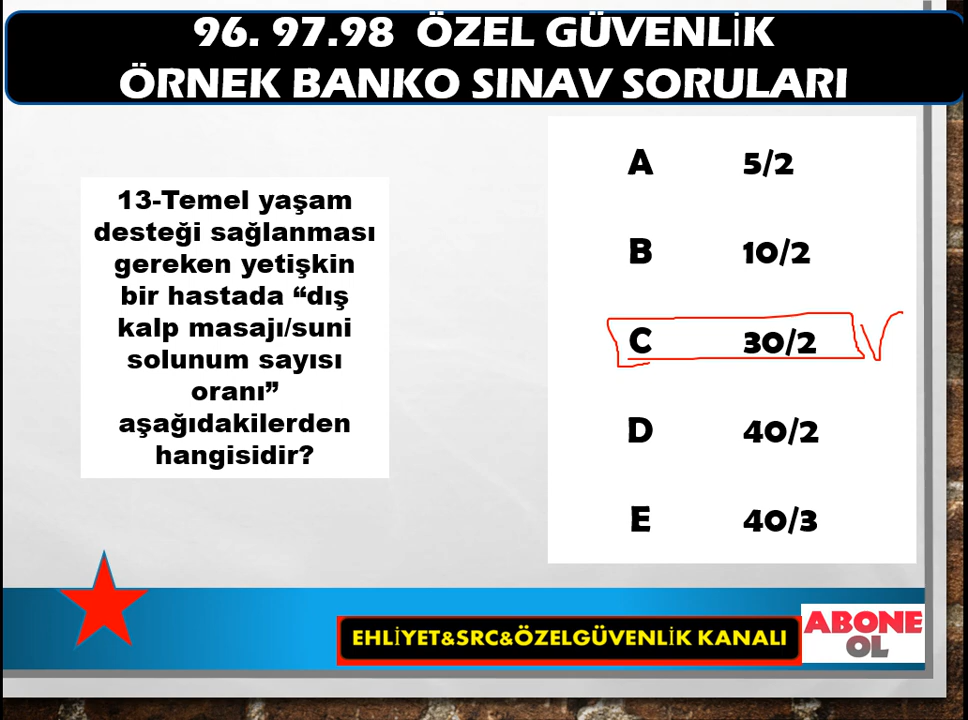 96. 97.98 ÖZEL GÜVENLİK
ÖRNEK BANKO SINAV SORULARI
13-Temel yaşam
desteği sağlanması
gereken yetişkin
bir hastada “dış
kalp masajı/suni
solunum sayısı
oranı”
aşağıdakilerden
hangisidir?
A 5/2
B 10/2
C 30/2
D 40/2
E 40/3
EHLİYET&SRC&ÖZELGÜVENLİK KANALI
ABONE
OL